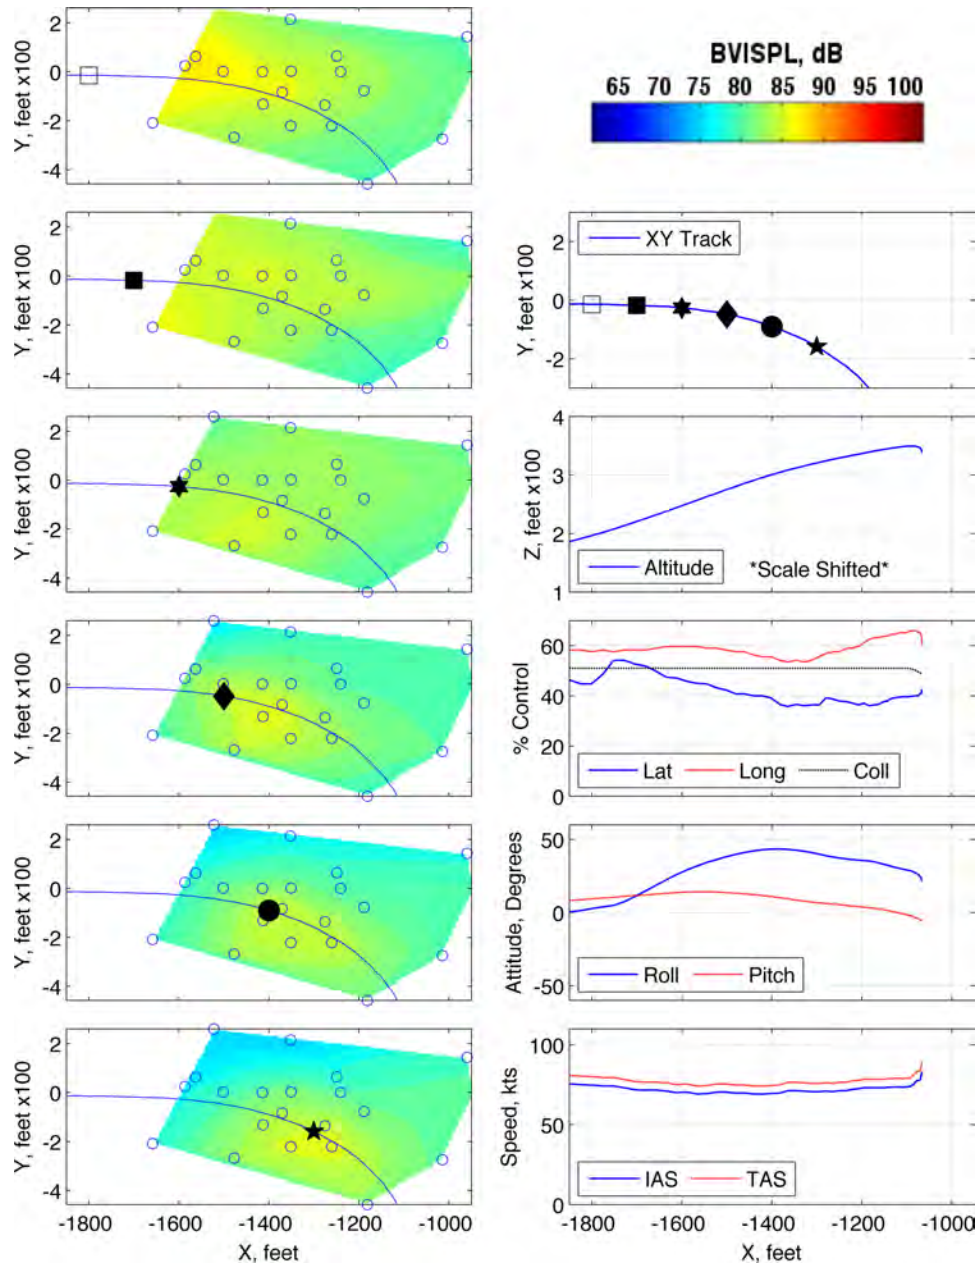 BVISPL, dB
65 70 75 80 85 90 95 100
2
0
-2
-4
Y, feet x100
2
0
-2
-4
Y, feet x100
XY Track
2
0
-2
Y, feet x100
2
0
-2
-4
Y, feet x100
4
3
2
1
Z, feet x100
Altitude *Scale Shifted*
2
0
-2
-4
Y, feet x100
60
40
20
0
% Control
Lat Long Coll
2
0
-2
-4
Y, feet x100
50
0
-50
Attitude, Degrees
Roll Pitch
2
0
-2
-4
Y, feet x100
-1800 -1600 -1400 -1200 -1000
X, feet
100
50
0
Speed, kts
IAS TAS
-1800 -1600 -1400 -1200 -1000
X, feet